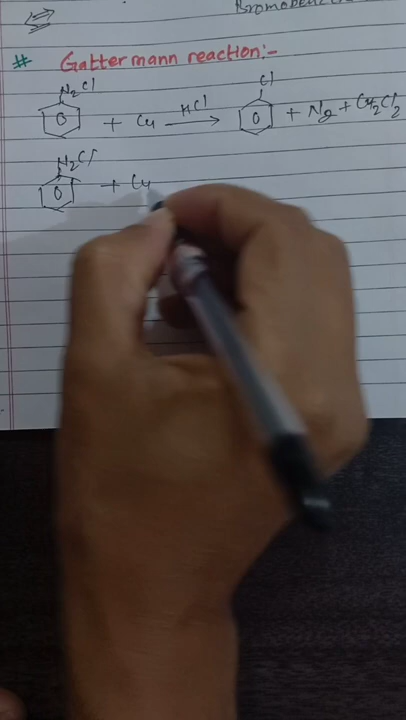 # Gattermann reaction:-
N2Cl Cl
+ Cu HCl → + N2 + Cu2Cl2
N2Cl
+ Cu